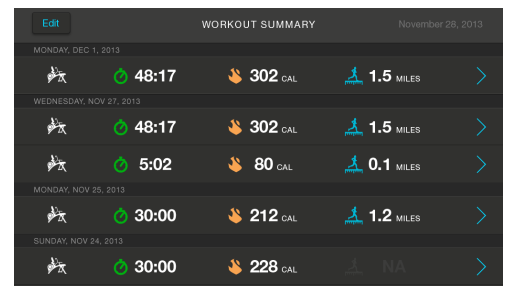 Edit WORKOUT SUMMARY November 26, 2013
MONDAY, DEC 1, 2013
48:17 302 CAL 1.5 MILES
WEDNESDAY, NOV 27, 2013
48:17 302 CAL 1.5 MILES
5:02 80 CAL 0.1 MILES
MONDAY, NOV 25, 2013
30:00 212 CAL 1.2 MILES
SUNDAY, NOV 24, 2013
30:00 228 CAL NA